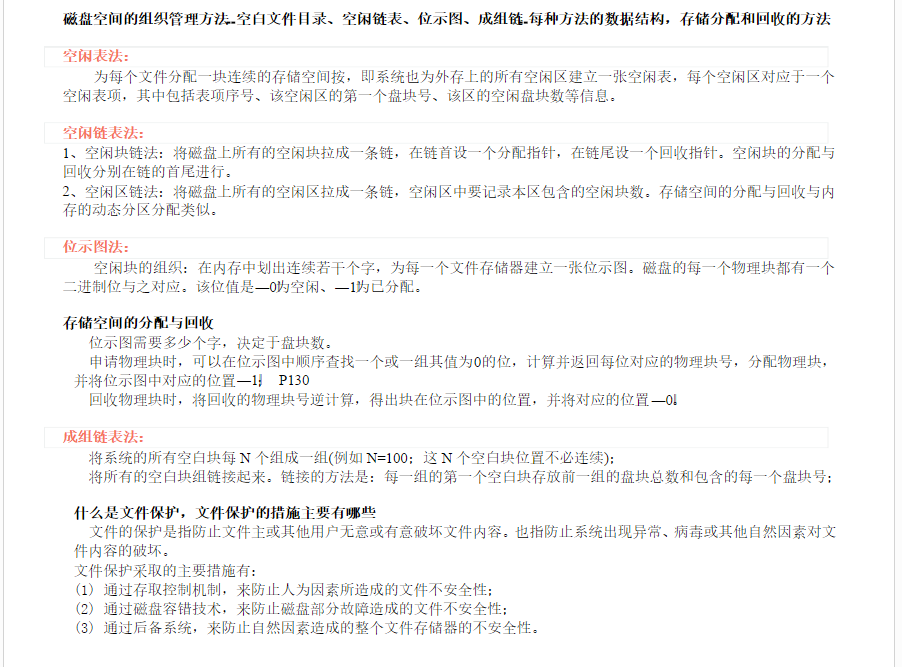 磁盘空间的组织管理方法--空白文件目录、空闲链表、位示图、成组链-每种方法的数据结构，存储分配和回收的方法
空闲表法：
为每个文件分配一块连续的存储空间按，即系统也为外存上的所有空闲区建立一张空闲表，每个空闲区对应于一个
空闲表项，其中包括表项序号、该空闲区的第一个盘块号、该区的空闲盘块数等信息。
空闲链表法：
1、空闲块链法：将磁盘上所有的空闲块拉成一条链，在链首设一个分配指针，在链尾设一个回收指针。空闲块的分配与
回收分别在链的首尾进行。
2、空闲区链法：将磁盘上所有的空闲区拉成一条链，空闲区中要记录本区包含的空闲块数。存储空间的分配与回收与内
存的动态分区分配类似。
位示图法：
空闲块的组织：在内存中划出连续若干个字，为每一个文件存储器建立一张位示图。磁盘的每一个物理块都有一个
二进制位与之对应。该位值是―0‖为空闲、―1‖为已分配。
存储空间的分配与回收
位示图需要多少个字，决定于盘块数。
申请物理块时，可以在位示图中顺序查找一个或一组其值为0的位，计算并返回每位对应的物理块号，分配物理块，
并将位示图中对应的位置―1‖ P130
回收物理块时，将回收的物理块号逆计算，得出块在位示图中的位置，并将对应的位置―0‖
成组链表法：
将系统的所有空白块每 N 个组成一组(例如 N=100；这 N 个空白块位置不必连续)；
将所有的空白块组链接起来。链接的方法是：每一组的第一个空白块存放前一组的盘块总数和包含的每一个盘块号；
什么是文件保护，文件保护的措施主要有哪些
文件的保护是指防止文件主或其他用户无意或有意破坏文件内容。也指防止系统出现异常、病毒或其他自然因素对文
件内容的破坏。
文件保护采取的主要措施有：
(1) 通过存取控制机制，来防止人为因素所造成的文件不安全性；
(2) 通过磁盘容错技术，来防止磁盘部分故障造成的文件不安全性；
(3) 通过后备系统，来防止自然因素造成的整个文件存储器的不安全性。